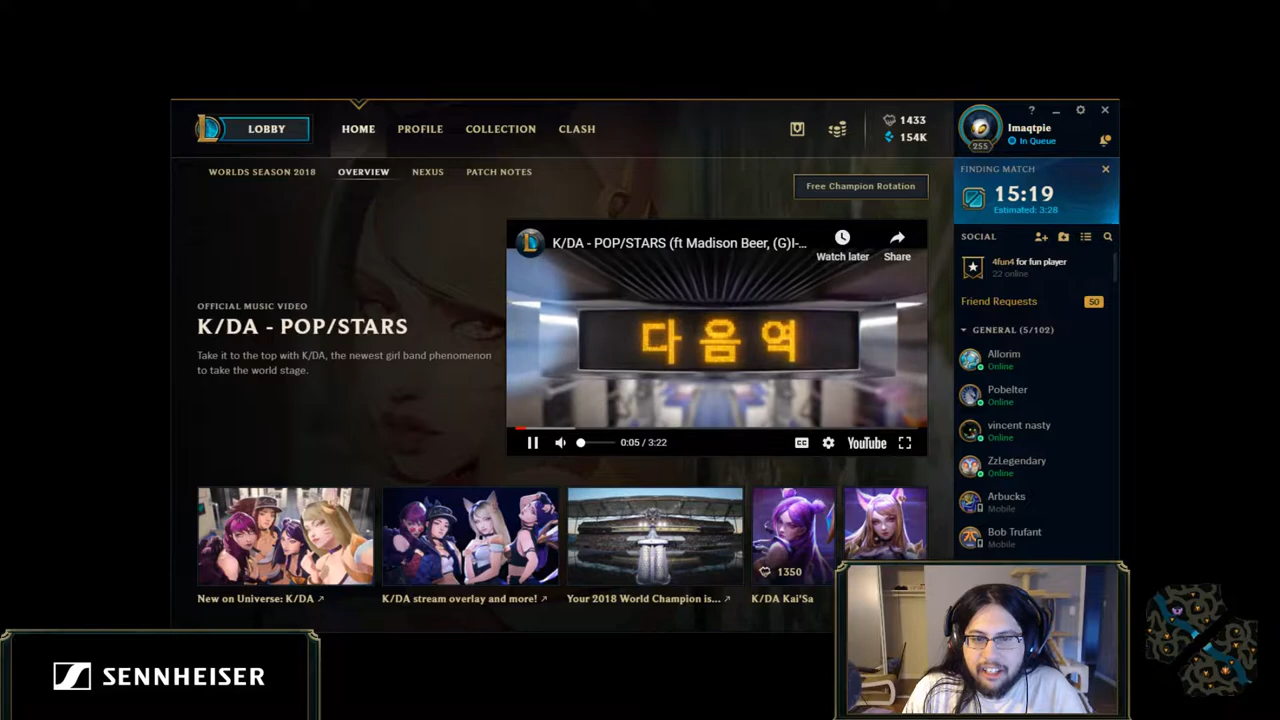 LOBBY
HOME
PROFILE
COLLECTION
CLASH
1433
154K
?
Imaqtpie
In Queue
255
WORLDS SEASON 2018
OVERVIEW
NEXUS
PATCH NOTES
Free Champion Rotation
FINDING MATCH
15:19
Estimated: 3:28
SOCIAL
4fun4 for fun player
22 online
Friend Requests
50
GENERAL (5/102)
Allorim
Online
Pobelter
Online
vincent nasty
Online
ZzLegendary
Online
Arbucks
Mobile
Bob Trufant
Mobile
K/DA - POP/STARS (ft Madison Beer, (G)I-...
Watch later
Share
다음역
0:05 / 3:22
CC
YouTube
OFFICIAL MUSIC VIDEO
K/DA - POP/STARS
Take it to the top with K/DA, the newest girl band phenomenon
to take the world stage.
1350
New on Universe: K/DA
K/DA stream overlay and more!
Your 2018 World Champion is...
K/DA Kai'Sa
SENNHEISER